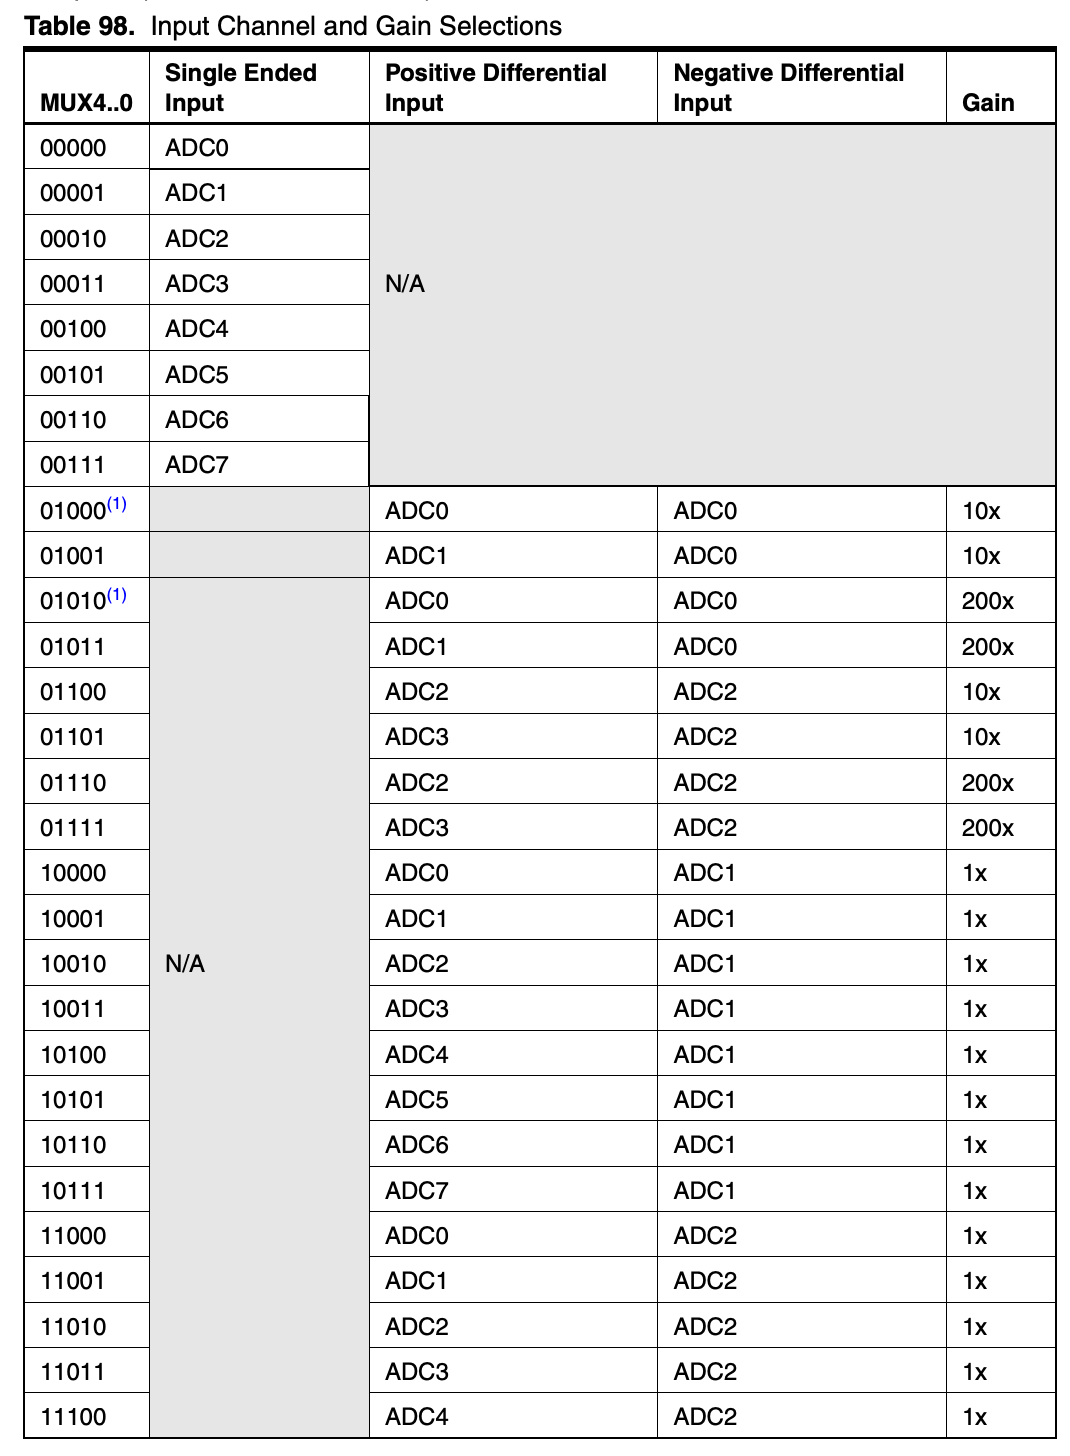 Table 98. Input Channel and Gain Selections
MUX4..0 Single Ended Input Positive Differential Input Negative Differential Input Gain
00000 ADC0
00001 ADC1
00010 ADC2
00011 ADC3 N/A
00100 ADC4
00101 ADC5
00110 ADC6
00111 ADC7
01000(1) ADC0 ADC0 10x
01001 ADC1 ADC0 10x
01010(1) ADC0 ADC0 200x
01011 ADC1 ADC0 200x
01100 ADC2 ADC2 10x
01101 ADC3 ADC2 10x
01110 ADC2 ADC2 200x
01111 ADC3 ADC2 200x
10000 ADC0 ADC1 1x
10001 ADC1 ADC1 1x
10010 N/A ADC2 ADC1 1x
10011 ADC3 ADC1 1x
10100 ADC4 ADC1 1x
10101 ADC5 ADC1 1x
10110 ADC6 ADC1 1x
10111 ADC7 ADC1 1x
11000 ADC0 ADC2 1x
11001 ADC1 ADC2 1x
11010 ADC2 ADC2 1x
11011 ADC3 ADC2 1x
11100 ADC4 ADC2 1x